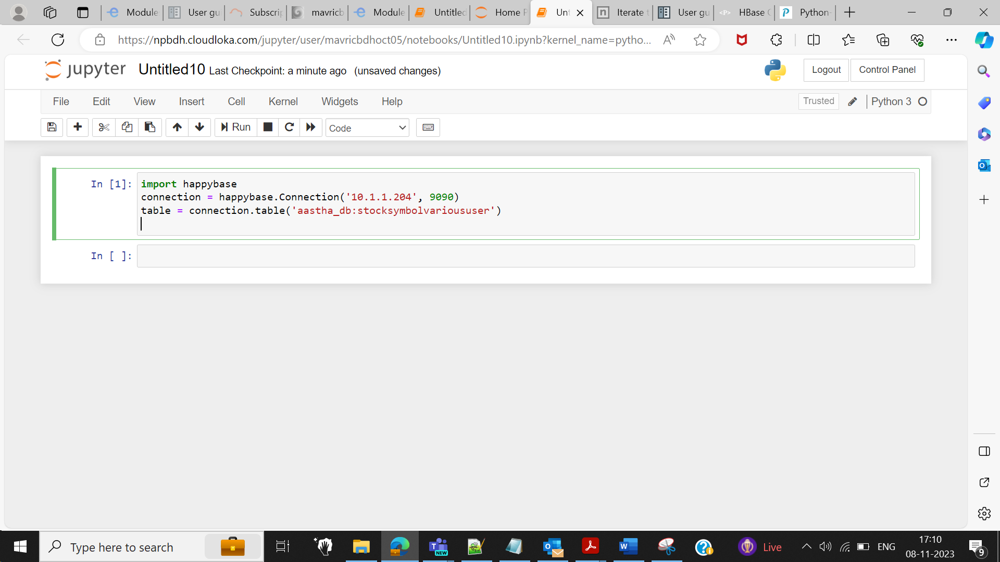 Module
User gu
Subscrip
mavricb
Module
Untitled
Home P
Unt
Iterate t
User gu
HBase
Python-
https://npbdh.cloudloka.com/jupyter/user/mavricbdhoct05/notebooks/Untitled10.ipynb?kernel_name=pytho...
jupyter Untitled10 Last Checkpoint: a minute ago (unsaved changes)
Logout
Control Panel
File Edit View Insert Cell Kernel Widgets Help
Trusted
Python 3
Run
Code
In [1]: import happybase
connection = happybase.Connection('10.1.1.204', 9090)
table = connection.table('aastha_db:stocksymbolvarioususer')
In [ ]:
Type here to search
NEW
Live
ENG
17:10
08-11-2023
9